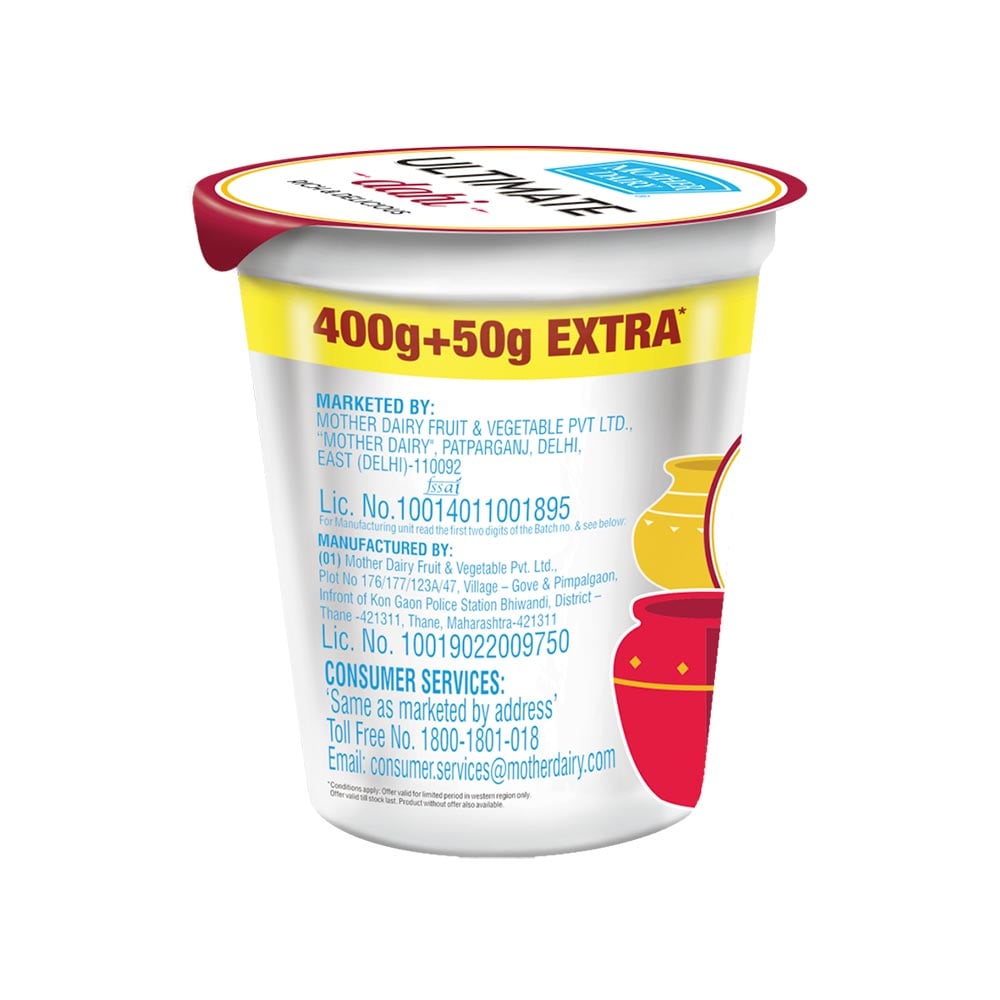 ULTIMATE
-dahi-
RICH & DELICIOUS
MOTHER
DAIRY
400g+50g EXTRA*
MARKETED BY:
MOTHER DAIRY FRUIT & VEGETABLE PVT LTD.,
“MOTHER DAIRY", PATPARGANJ, DELHI,
EAST (DELHI)-110092
fssai
Lic. No.10014011001895
For Manufacturing unit read the first two digits of the Batch no. & see below:
MANUFACTURED BY:
(01) Mother Dairy Fruit & Vegetable Pvt. Ltd.,
Plot No 176/177/123A/47, Village – Gove & Pimpalgaon,
Infront of Kon Gaon Police Station Bhiwandi, District –
Thane -421311, Thane, Maharashtra-421311
Lic. No. 10019022009750
CONSUMER SERVICES:
‘Same as marketed by address’
Toll Free No. 1800-1801-018
Email: consumer.services@motherdairy.com
*Conditions apply: Offer valid for limited period in western region only.
Offer valid till stock last. Product without offer also available.